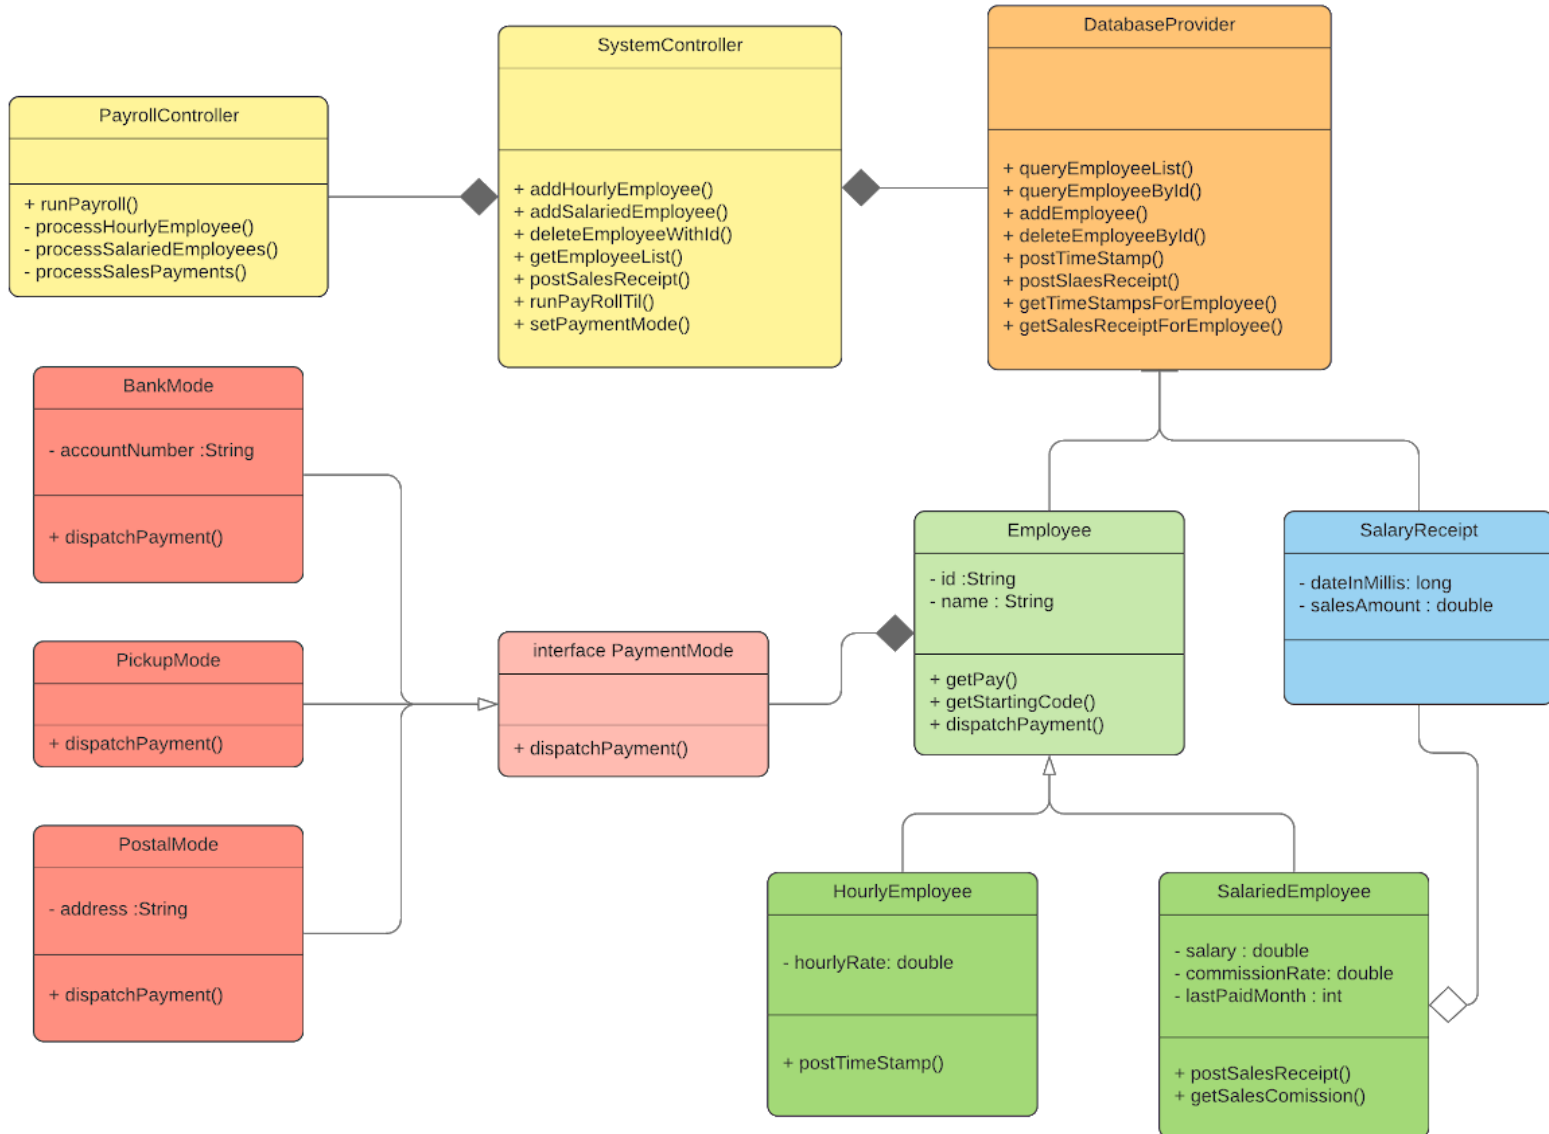 PayrollController
+ runPayroll()
- processHourlyEmployee()
- processSalariedEmployees()
- processSalesPayments()
SystemController
+ addHourlyEmployee()
+ addSalariedEmployee()
+ deleteEmployeeWithId()
+ getEmployeeList()
+ postSalesReceipt()
+ runPayRollTil()
+ setPaymentMode()
DatabaseProvider
+ queryEmployeeList()
+ queryEmployeeById()
+ addEmployee()
+ deleteEmployeeById()
+ postTimeStamp()
+ postSlaesReceipt()
+ getTimeStampsForEmployee()
+ getSalesReceiptForEmployee()
BankMode
- accountNumber :String
+ dispatchPayment()
PickupMode
+ dispatchPayment()
PostalMode
- address :String
+ dispatchPayment()
interface PaymentMode
+ dispatchPayment()
Employee
- id :String
- name : String
+ getPay()
+ getStartingCode()
+ dispatchPayment()
SalaryReceipt
- dateInMillis: long
- salesAmount : double
HourlyEmployee
- hourlyRate: double
+ postTimeStamp()
SalariedEmployee
- salary : double
- commissionRate: double
- lastPaidMonth : int
+ postSalesReceipt()
+ getSalesComission()